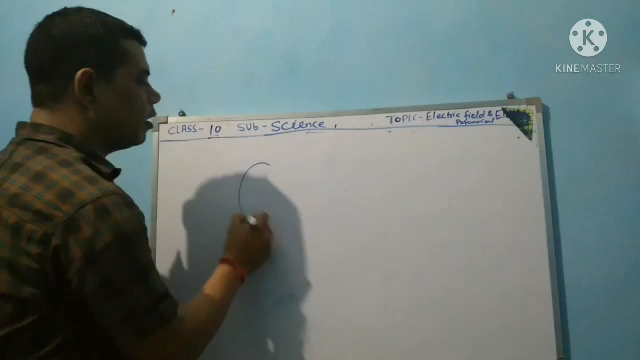 CLASS- 10 SUB- SCIENCE, TOPIC- Electric Field &
Potential
K
KINEMASTER